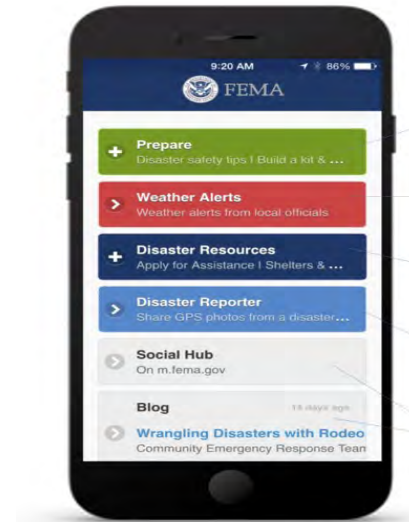 9:20 AM 86%
FEMA
Prepare
Disaster safety tips | Build a kit & ...
Weather Alerts
Weather alerts from local officials
Disaster Resources
Apply for Assistance | Shelters & ...
Disaster Reporter
Share GPS photos from a disaster...
Social Hub
On m.fema.gov
Blog 14 days ago
Wrangling Disasters with Rodeo
Community Emergency Response Team